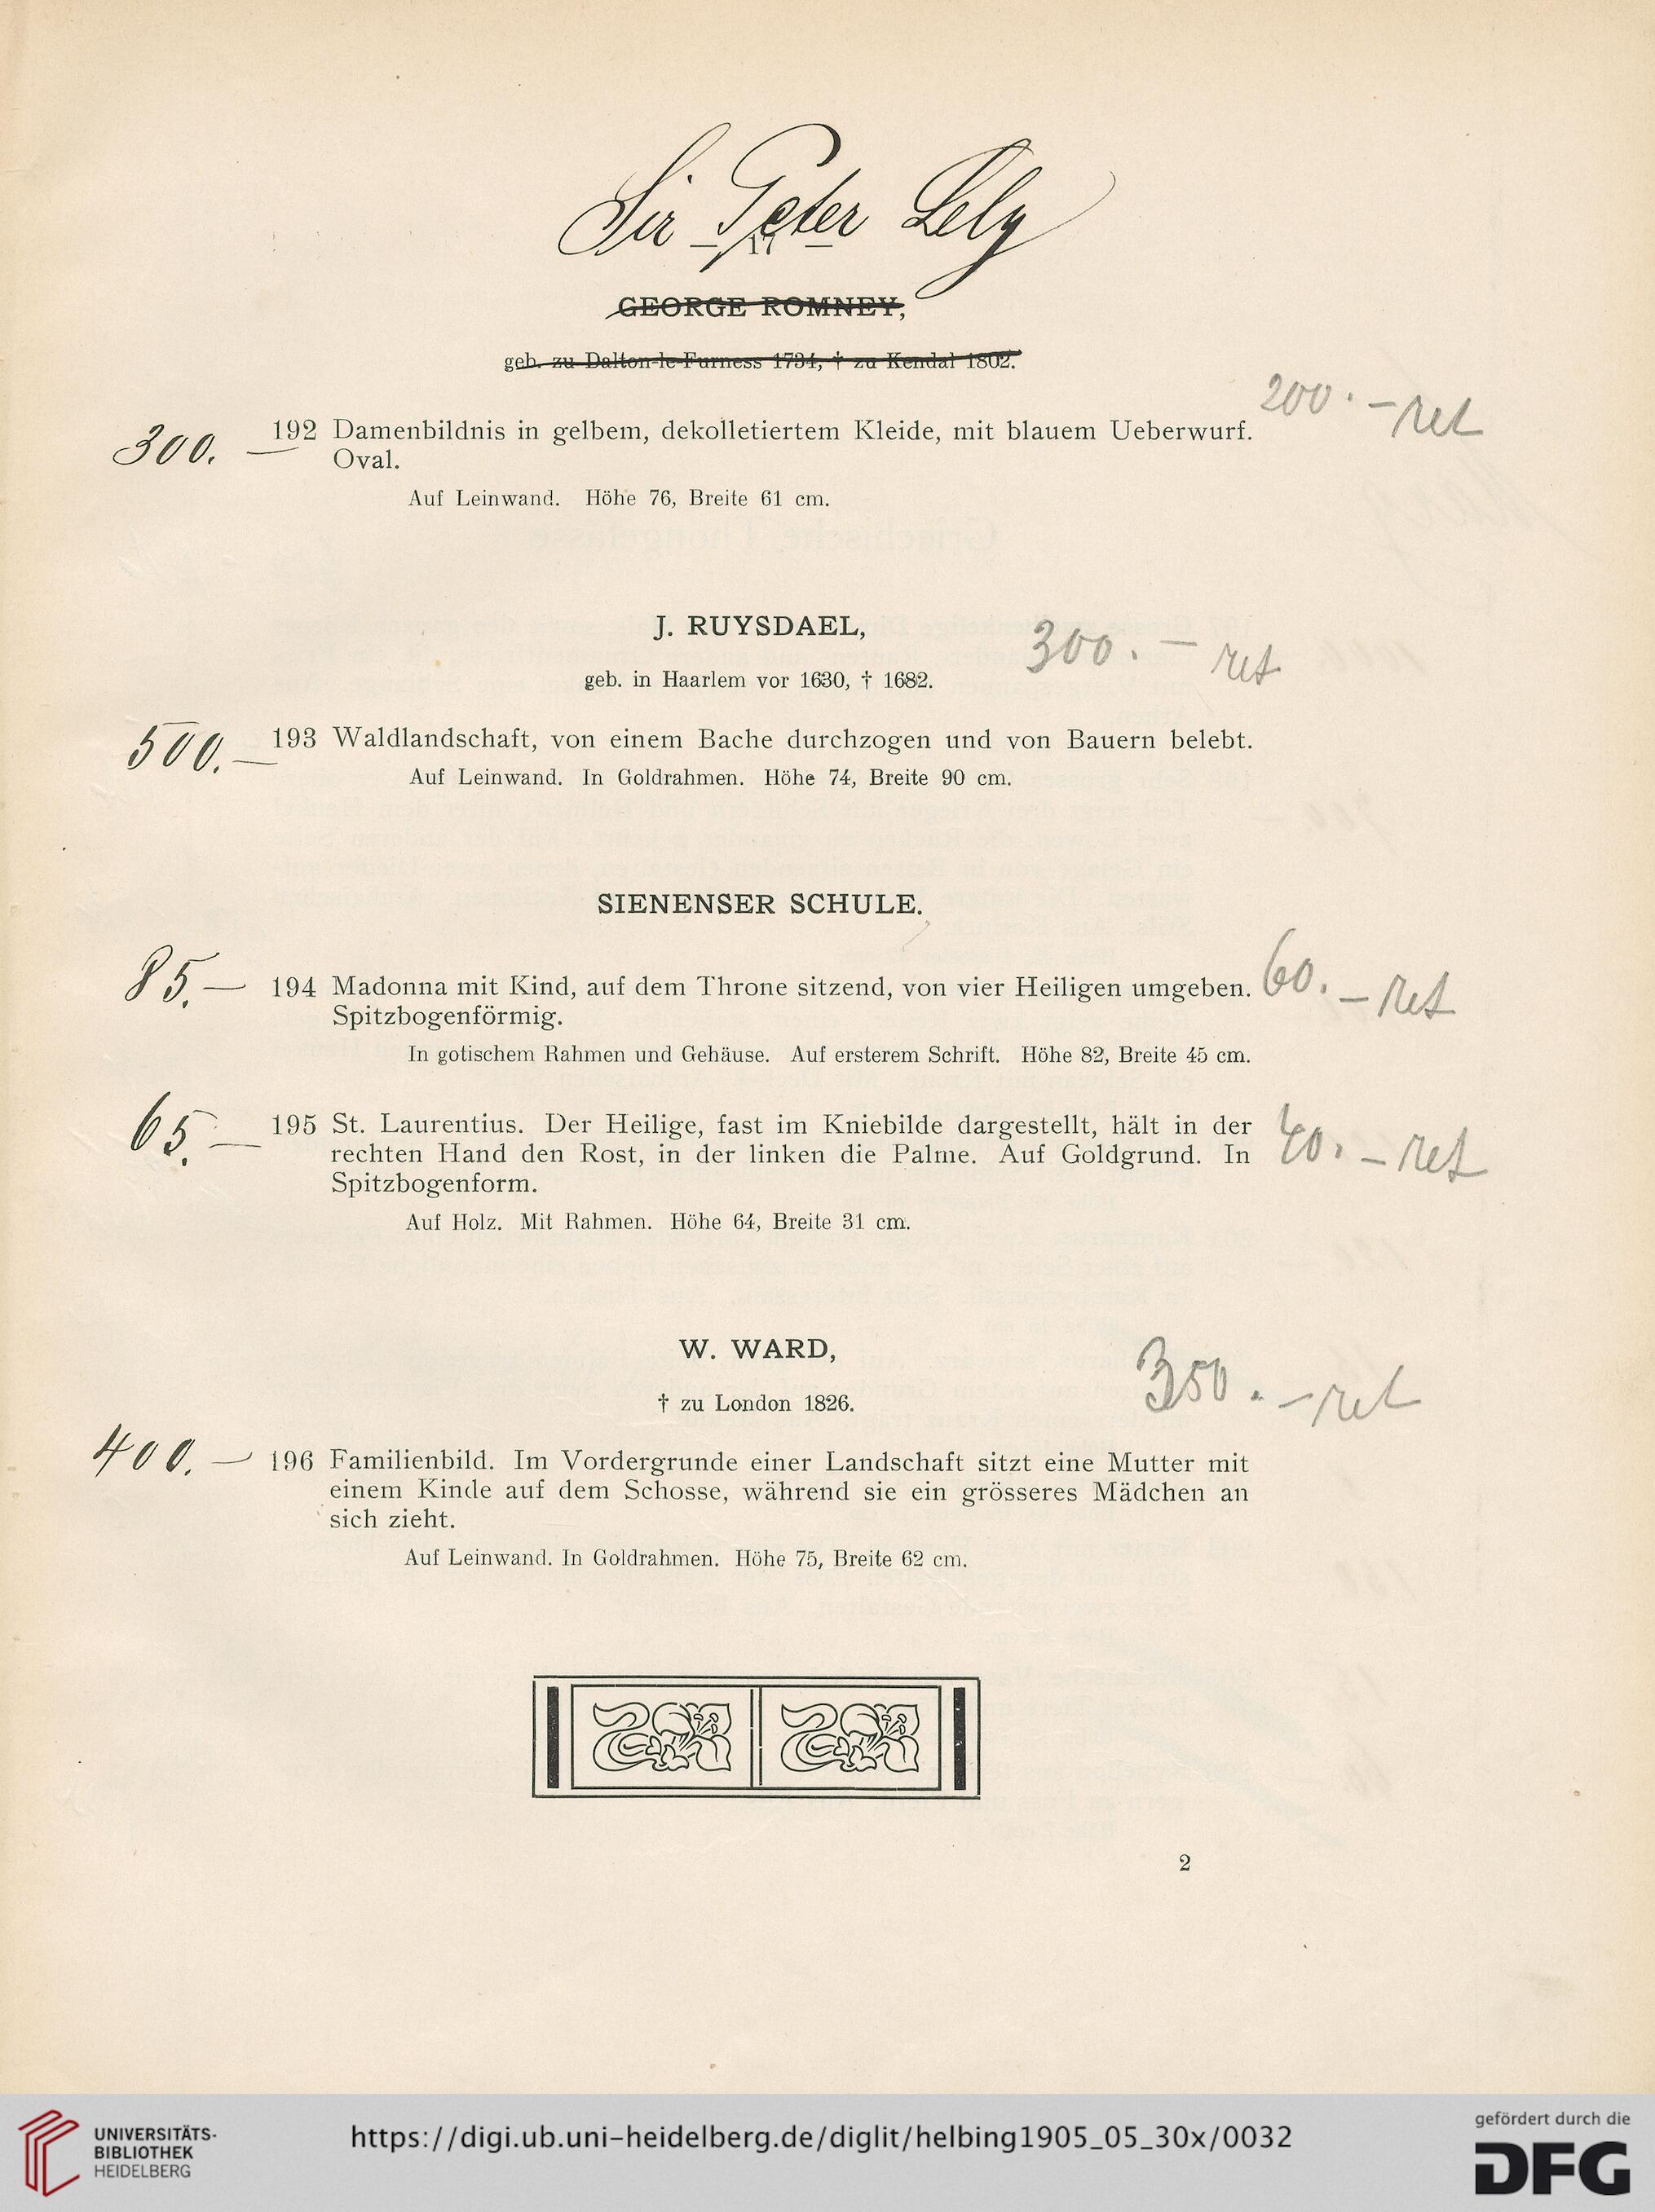 Sir Peter Lely
— 17 —
GEORGE ROMNEY,
geb. zu Dalton-le-Furness 1734, † zu Kendal 1802.
200.- ret
300. — 192 Damenbildnis in gelbem, dekolletiertem Kleide, mit blauem Ueberwurf.
Oval.
Auf Leinwand. Höhe 76, Breite 61 cm.
J. RUYSDAEL,
300.- ret
geb. in Haarlem vor 1630, † 1682.
500.— 193 Waldlandschaft, von einem Bache durchzogen und von Bauern belebt.
Auf Leinwand. In Goldrahmen. Höhe 74, Breite 90 cm.
SIENENSER SCHULE.
85.— 194 Madonna mit Kind, auf dem Throne sitzend, von vier Heiligen umgeben. 60.- ret
Spitzbogenförmig.
In gotischem Rahmen und Gehäuse. Auf ersterem Schrift. Höhe 82, Breite 45 cm.
65.— 195 St. Laurentius. Der Heilige, fast im Kniebilde dargestellt, hält in der 40.- ret
rechten Hand den Rost, in der linken die Palme. Auf Goldgrund. In
Spitzbogenform.
Auf Holz. Mit Rahmen. Höhe 64, Breite 31 cm.
W. WARD,
350.- ret
† zu London 1826.
400.— 196 Familienbild. Im Vordergrunde einer Landschaft sitzt eine Mutter mit
einem Kinde auf dem Schosse, während sie ein grösseres Mädchen an
sich zieht.
Auf Leinwand. In Goldrahmen. Höhe 75, Breite 62 cm.
2
UNIVERSITÄTS-
BIBLIOTHEK
HEIDELBERG
https://digi.ub.uni-heidelberg.de/diglit/helbing1905_05_30x/0032
gefördert durch die
DFG